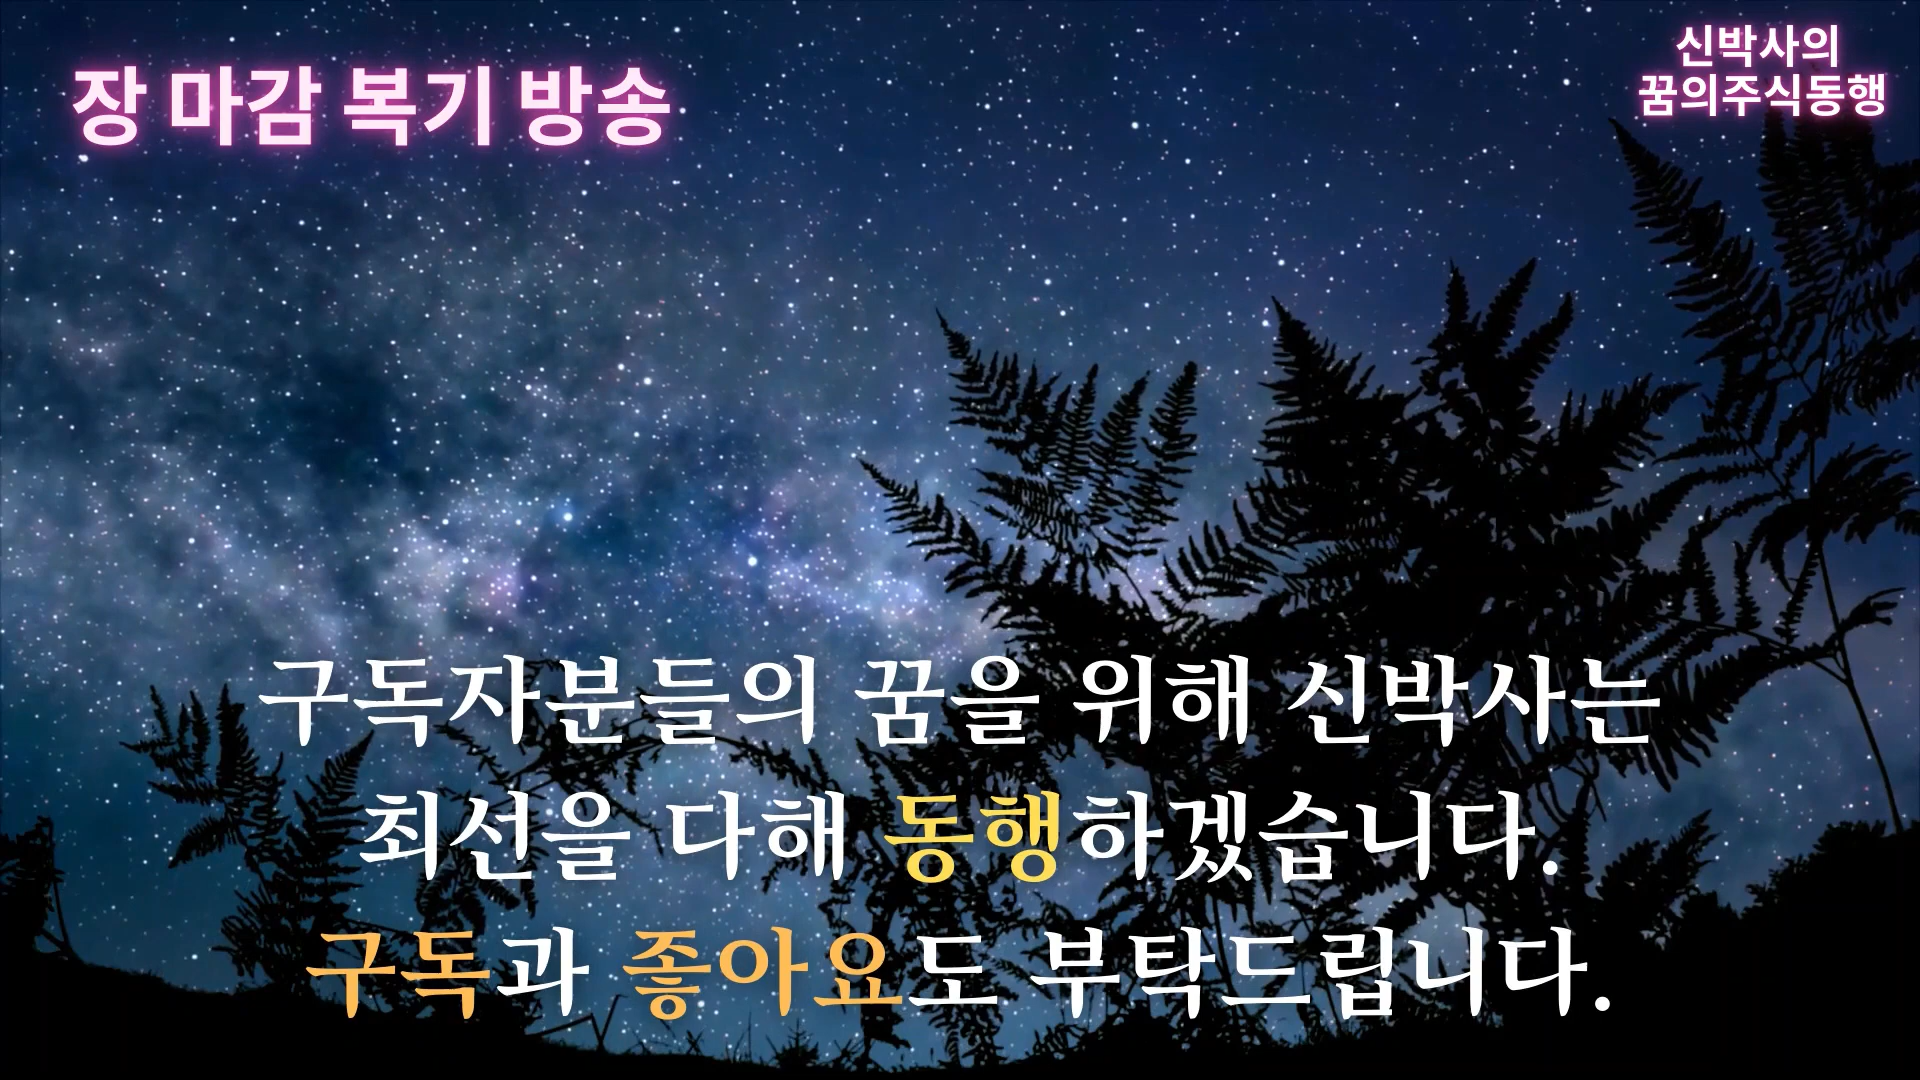 장 마감 복기 방송
신박사의
꿈의주식동행
구독자분들의 꿈을 위해 신박사는
최선을 다해 동행하겠습니다.
구독과 좋아요도 부탁드립니다.